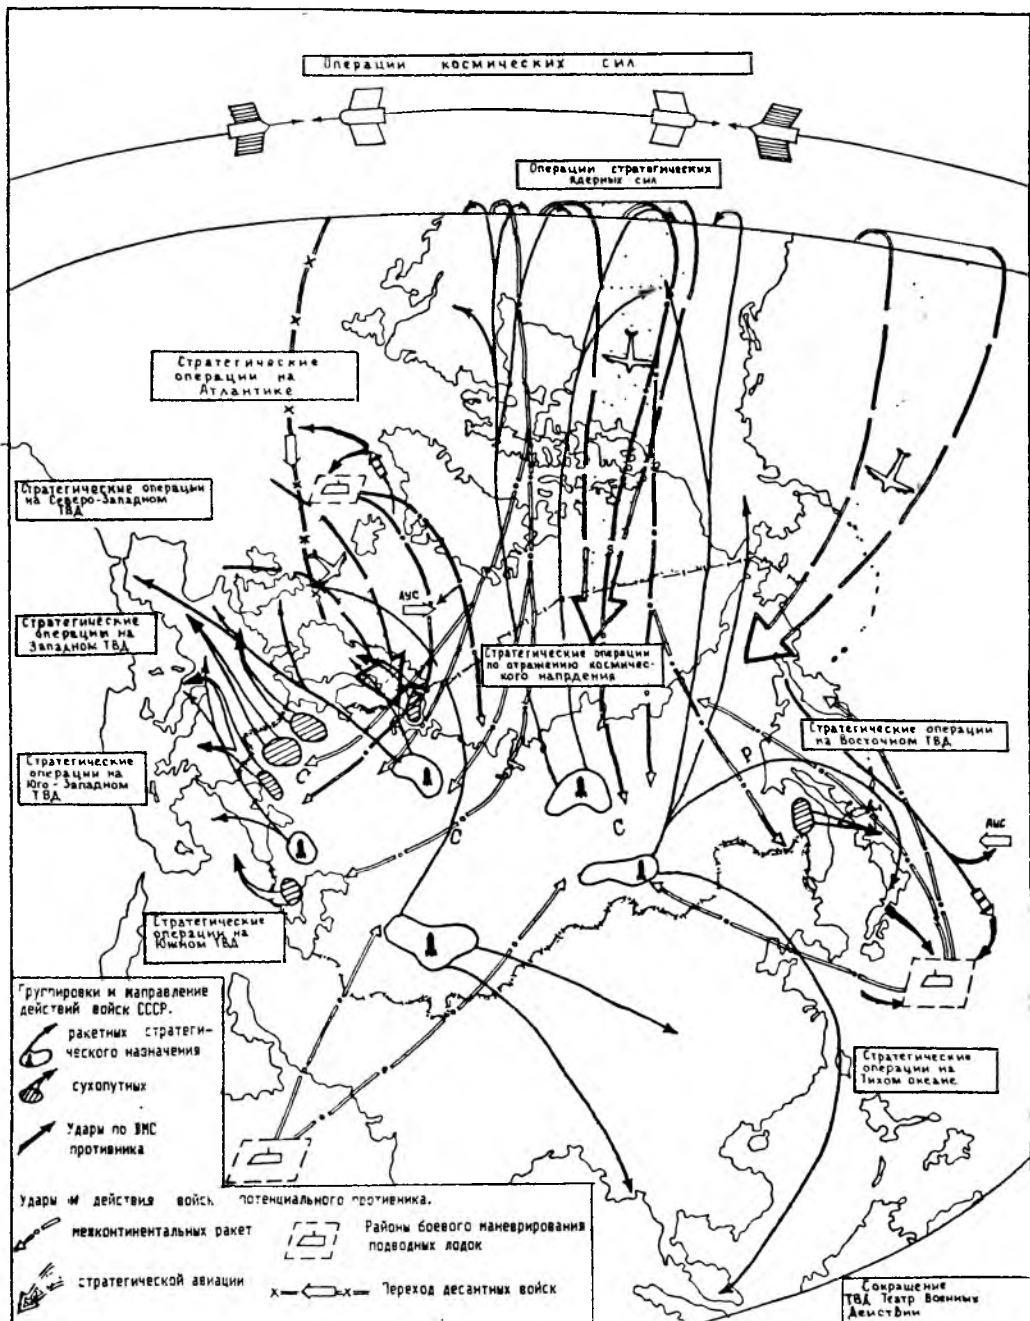 Операции космических сил
Операции стратегических
ядерных сил
Стратегические
операции на
Атлантике
Стратегические операции
на Северо-Западном
ТВД
АУС
Стратегические
операции на
Западном ТВД
Стратегические операции
по отражению космичес-
кого напрдения
Стратегические операции
на Восточном ТВД
Стратегические
операции на
Юго-Западном
ТВД
С
Р
С
С
АУС
Стратегические
операции на
Южном ТВД
Группировки и направление
действий войск СССР.
ракетных стратеги-
ческого назначения
сухопутных
Удары по ВМС
противника
Стратегические
операции на
Тихом океане
Удары и действия войск потенциального противника.
межконтинентальных ракет
Районы боевого маневрирования
подводных лодок
стратегической авиации
Переход десантных войск
Сокращение
ТВД Театр Военных
Действии